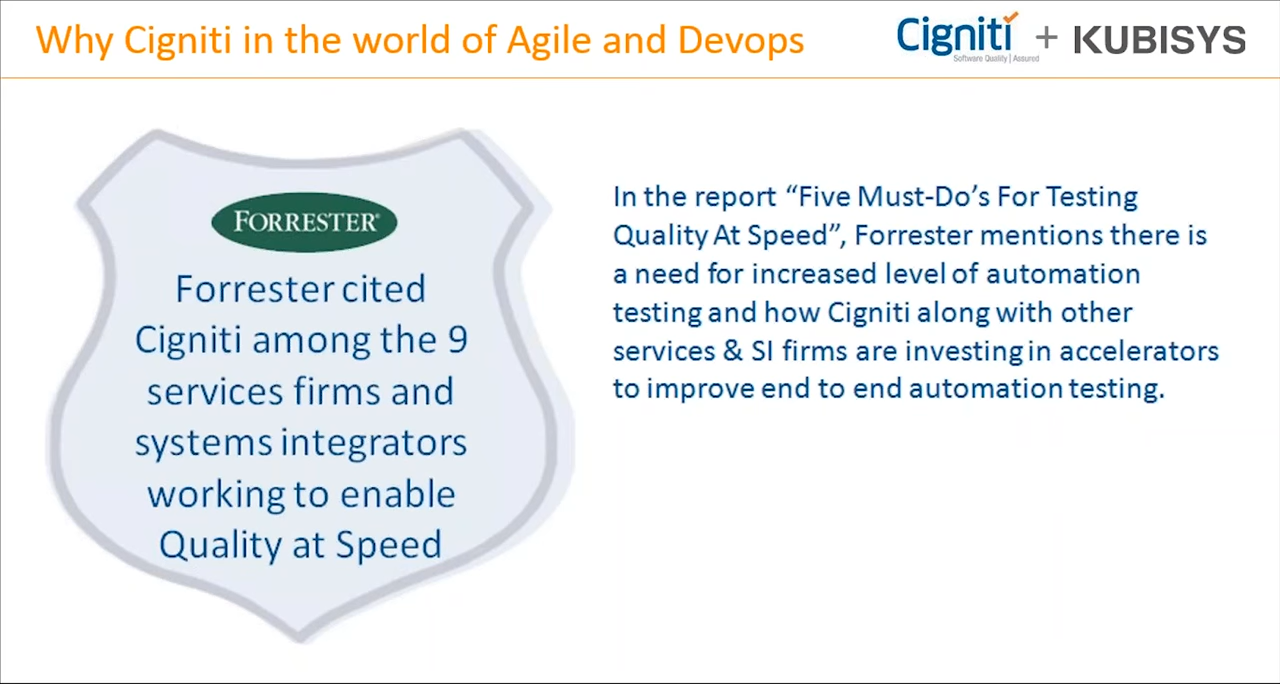 Why Cigniti in the world of Agile and Devops
Cigniti + KUBISYS
Software Quality | Assured
FORRESTER®
Forrester cited
Cigniti among the 9
services firms and
systems integrators
working to enable
Quality at Speed
In the report “Five Must-Do’s For Testing
Quality At Speed”, Forrester mentions there is
a need for increased level of automation
testing and how Cigniti along with other
services & SI firms are investing in accelerators
to improve end to end automation testing.